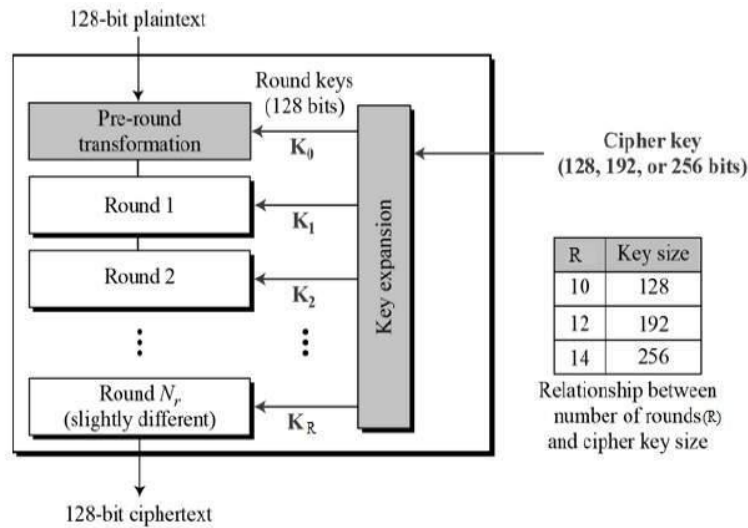 128-bit plaintext
Round keys
(128 bits)
Pre-round
transformation
K0
Cipher key
(128, 192, or 256 bits)
Round 1
K1
Round 2
K2
Key expansion
Round Nr
(slightly different)
KR
128-bit ciphertext
R Key size
10 128
12 192
14 256
Relationship between
number of rounds(R)
and cipher key size